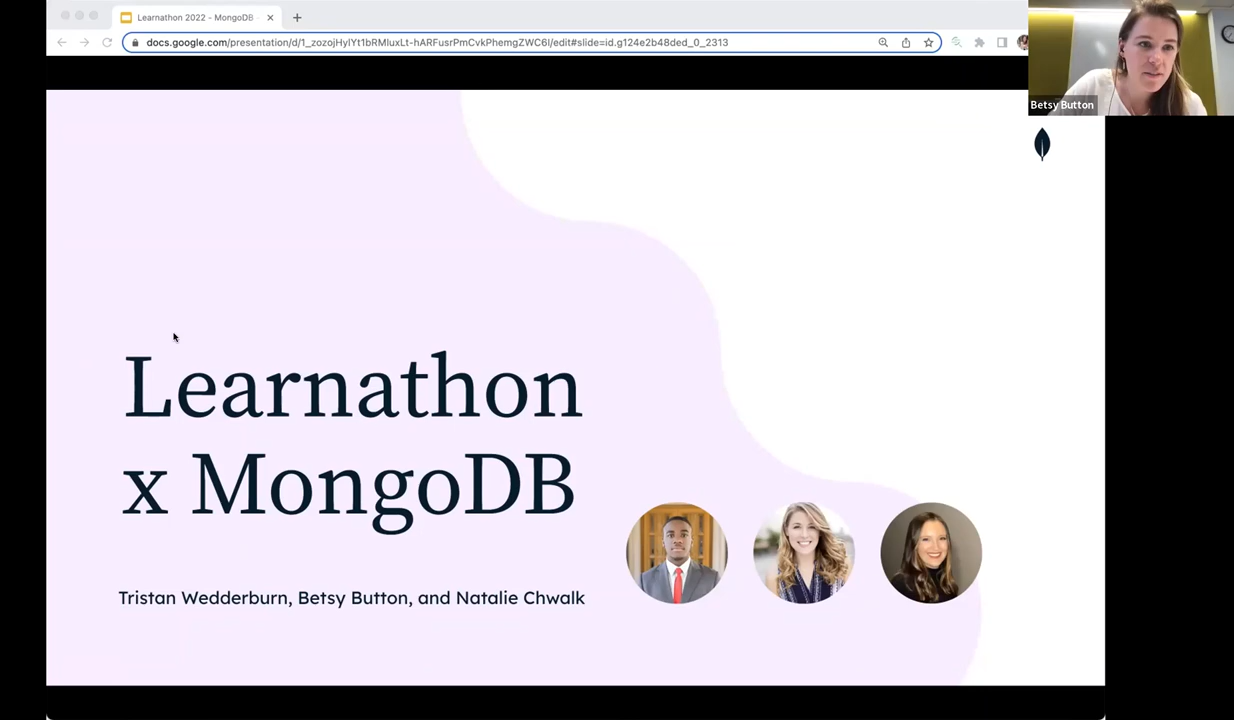 Learnathon 2022 - MongoDB
docs.google.com/presentation/d/1_zozojHylYt1bRMluxLt-hARFusrPmCvkPhemgZWC6l/edit#slide=id.g124e2b48ded_0_2313
Betsy Button
Learnathon
x MongoDB
Tristan Wedderburn, Betsy Button, and Natalie Chwalk